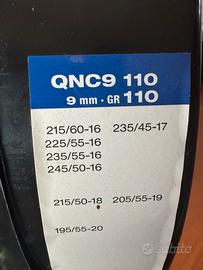 QNC9 110
9 mm - GR 110
215/60-16 235/45-17
225/55-16
235/55-16
245/50-16
215/50-18 205/55-19
195/55-20
subito